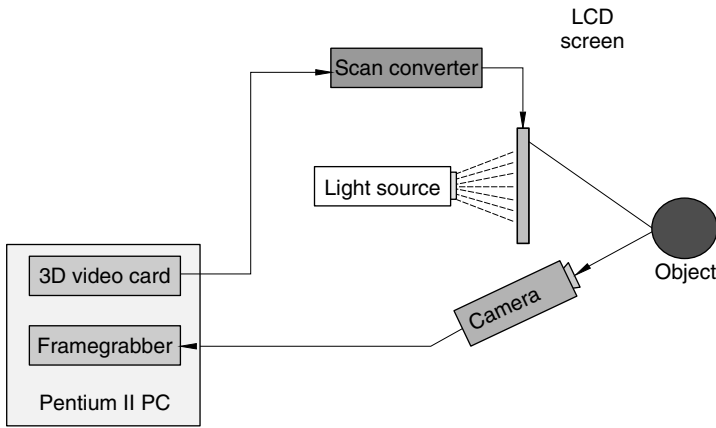 LCD
screen
Scan converter
Light source
3D video card
Object
Camera
Framegrabber
Pentium II PC